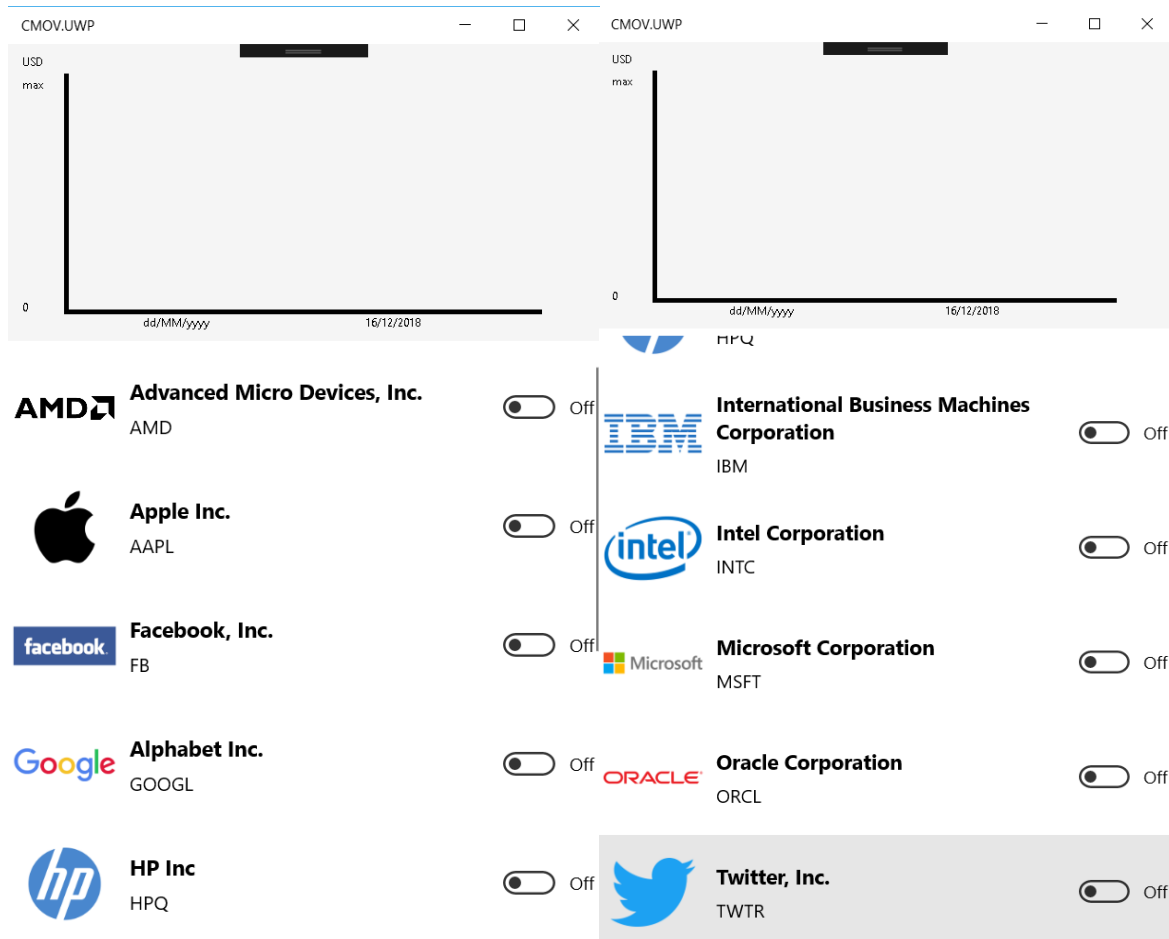 CMOV.UWP
USD
max
0
dd/MM/yyyy
16/12/2018
AMD
Advanced Micro Devices, Inc.
AMD
Off
Apple Inc.
AAPL
Off
facebook.
Facebook, Inc.
FB
Off
Google
Alphabet Inc.
GOOGL
Off
hp
HP Inc
HPQ
Off
CMOV.UWP
USD
max
0
dd/MM/yyyy
16/12/2018
HPQ
IBM
International Business Machines
Corporation
IBM
Off
intel
Intel Corporation
INTC
Off
Microsoft
Microsoft Corporation
MSFT
Off
ORACLE
Oracle Corporation
ORCL
Off
Twitter, Inc.
TWTR
Off